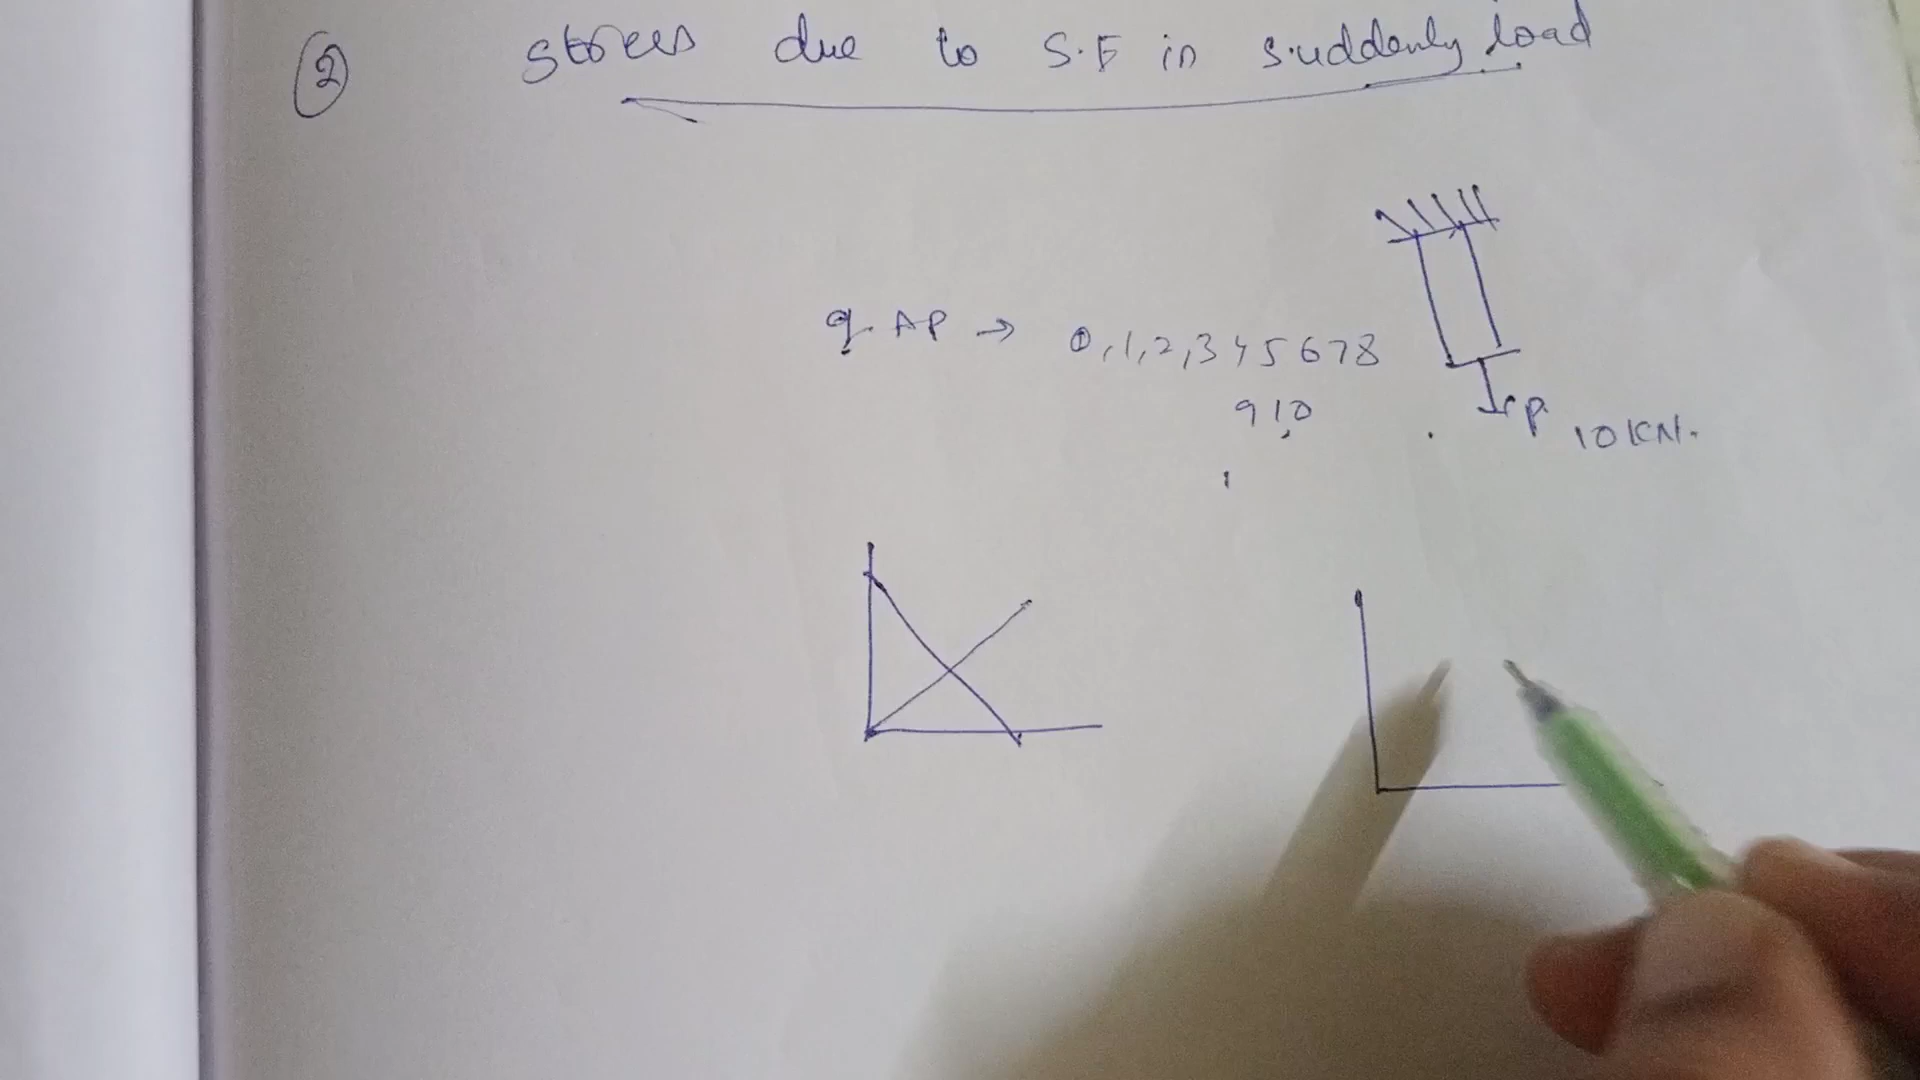 ② stress due to S.E in suddenly load
g. AP → 0,1,2,3 4 5 6 7 8
9 10
P. 10 KN.